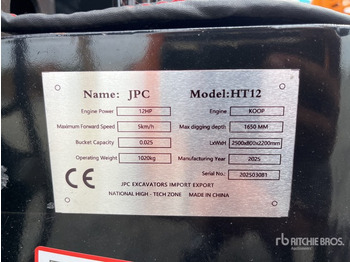 Name: JPC Model:HT12
Engine Power 12HP Engine KOOP
Maximum Forward Speed 5km/h Max digging depth 1650 MM
Bucket Capacity 0.025 LxWxH 2500x800x2200mm
Operating Weight 1020kg Manufacturing Year 2025
CE Serial No.: 202503081
JPC EXCAVATORS IMPORT EXPORT
NATIONAL HIGH - TECH ZONE MADE IN CHINA
rb ritchie bros